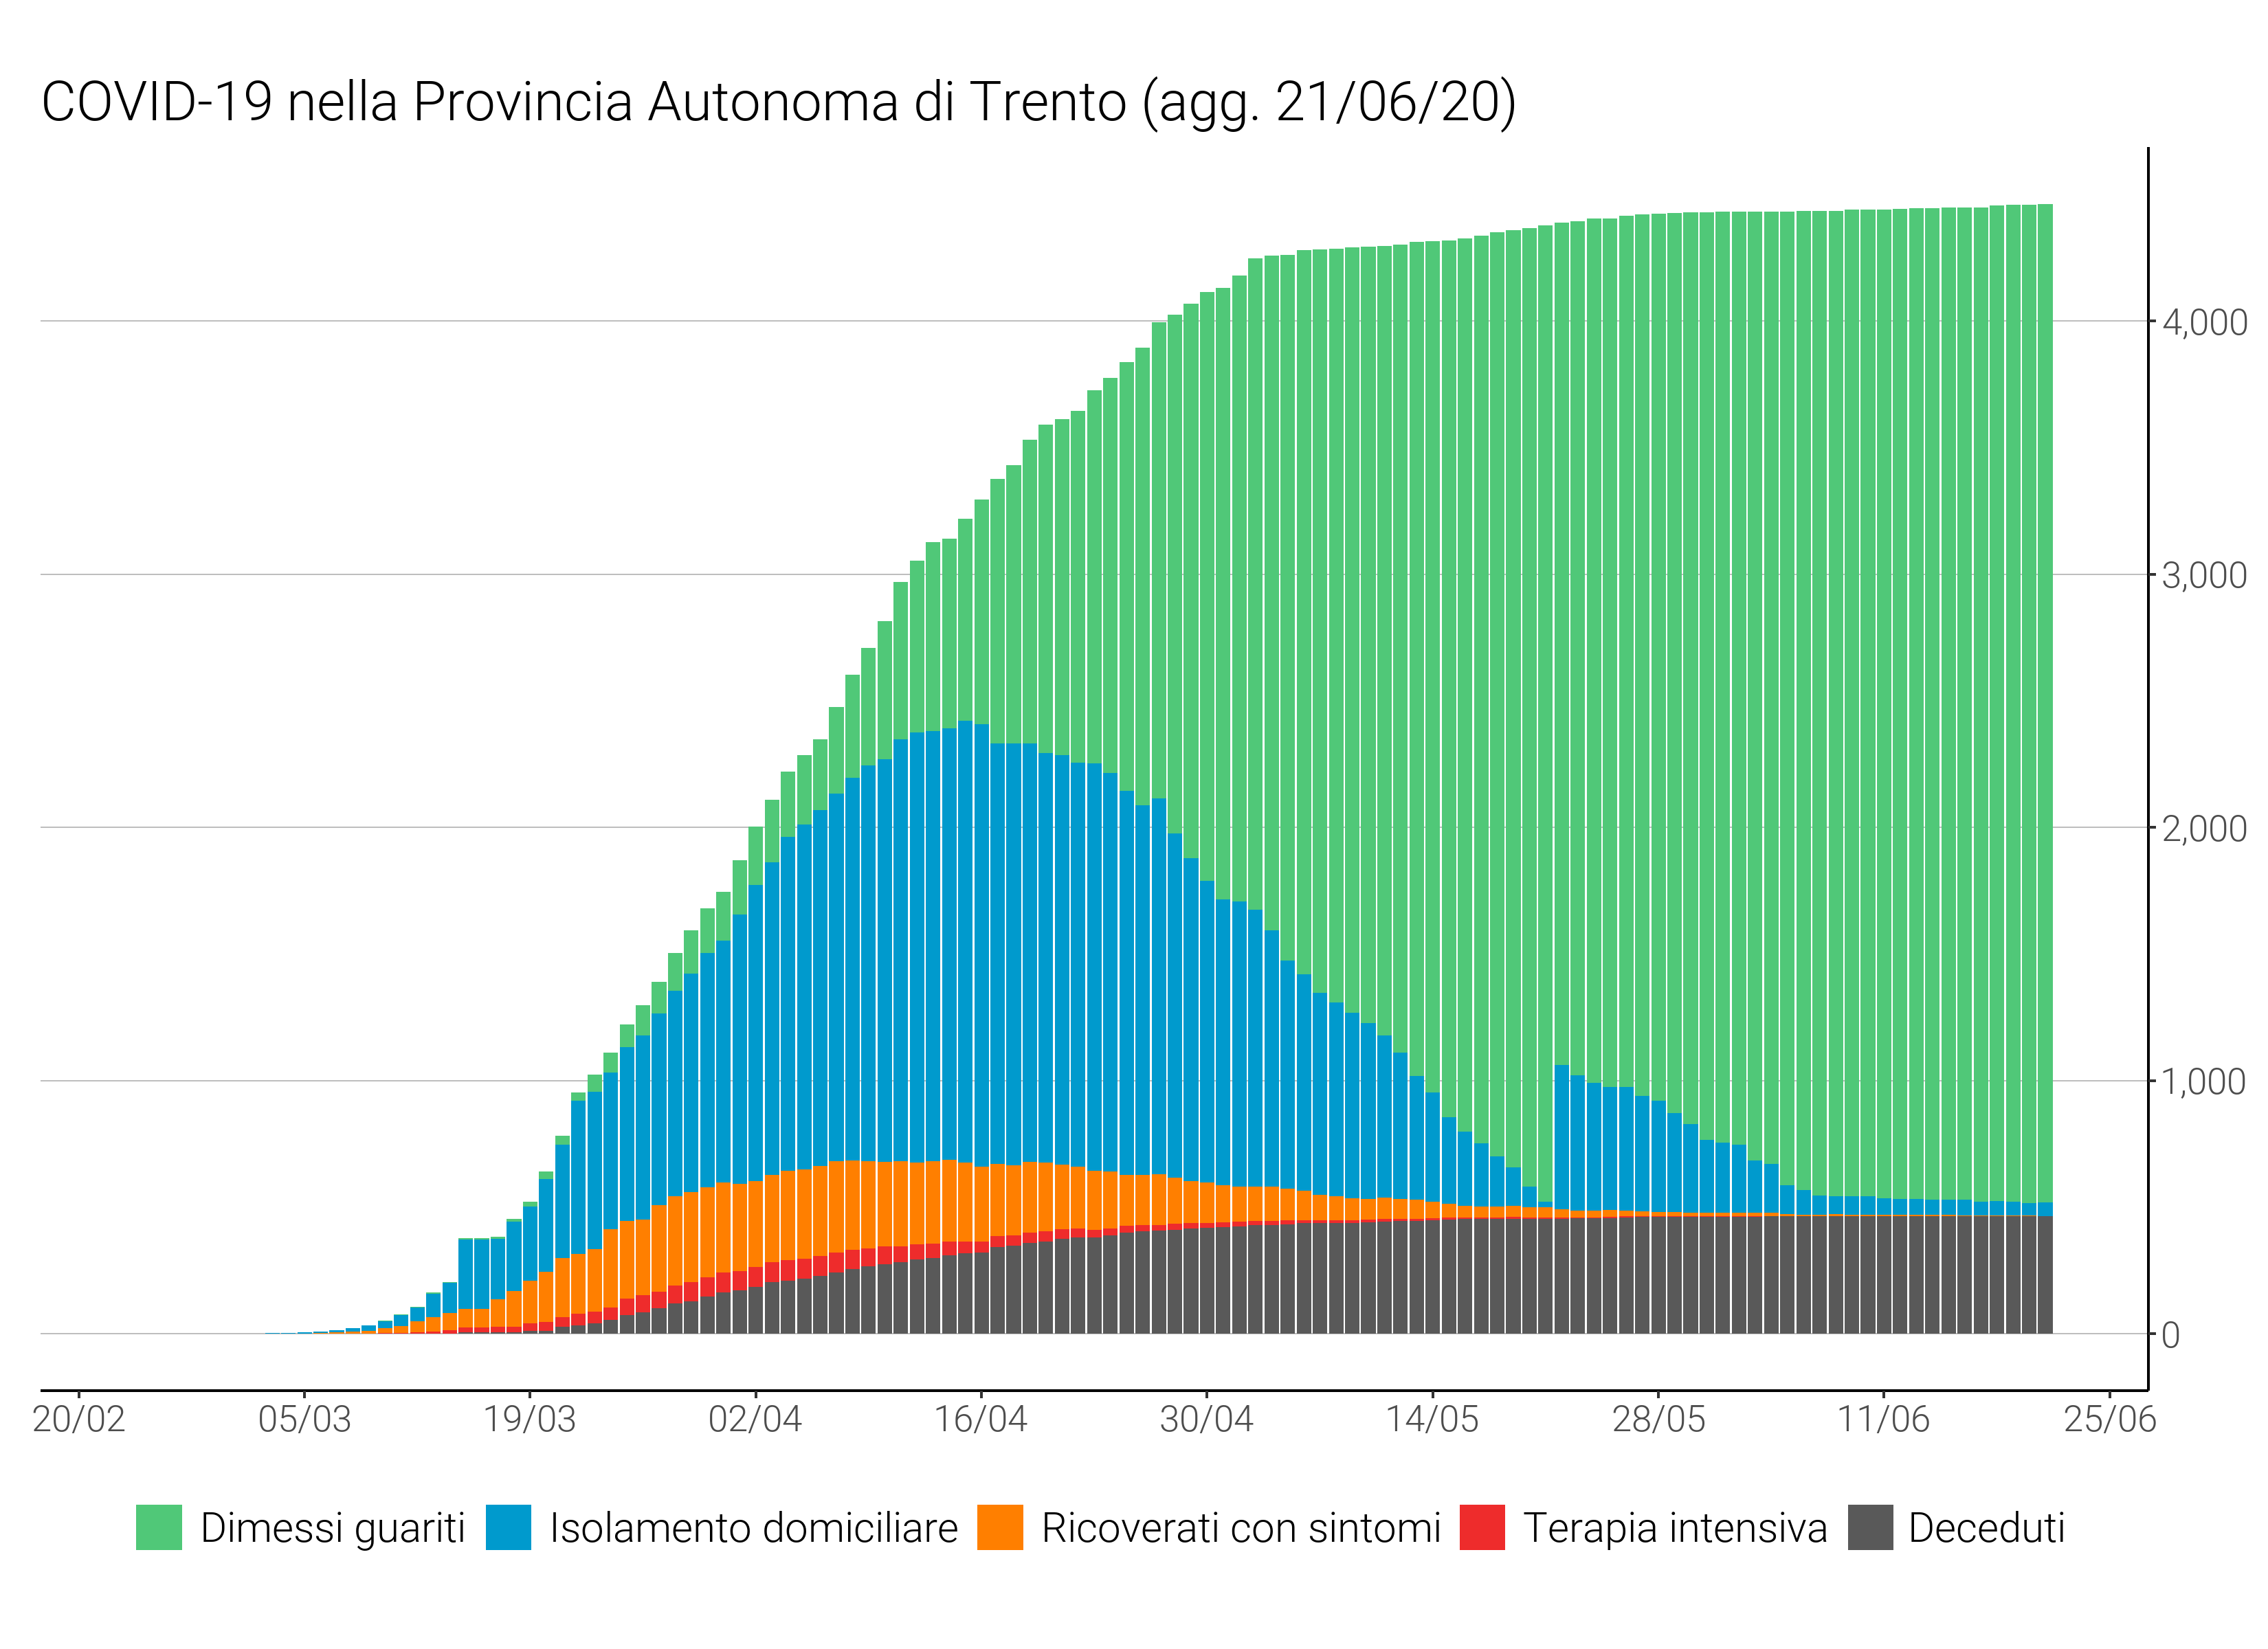 COVID-19 nella Provincia Autonoma di Trento (agg. 21/06/20)
4,000
3,000
2,000
1,000
0
20/02 05/03 19/03 02/04 16/04 30/04 14/05 28/05 11/06 25/06
Dimessi guariti Isolamento domiciliare Ricoverati con sintomi Terapia intensiva Deceduti